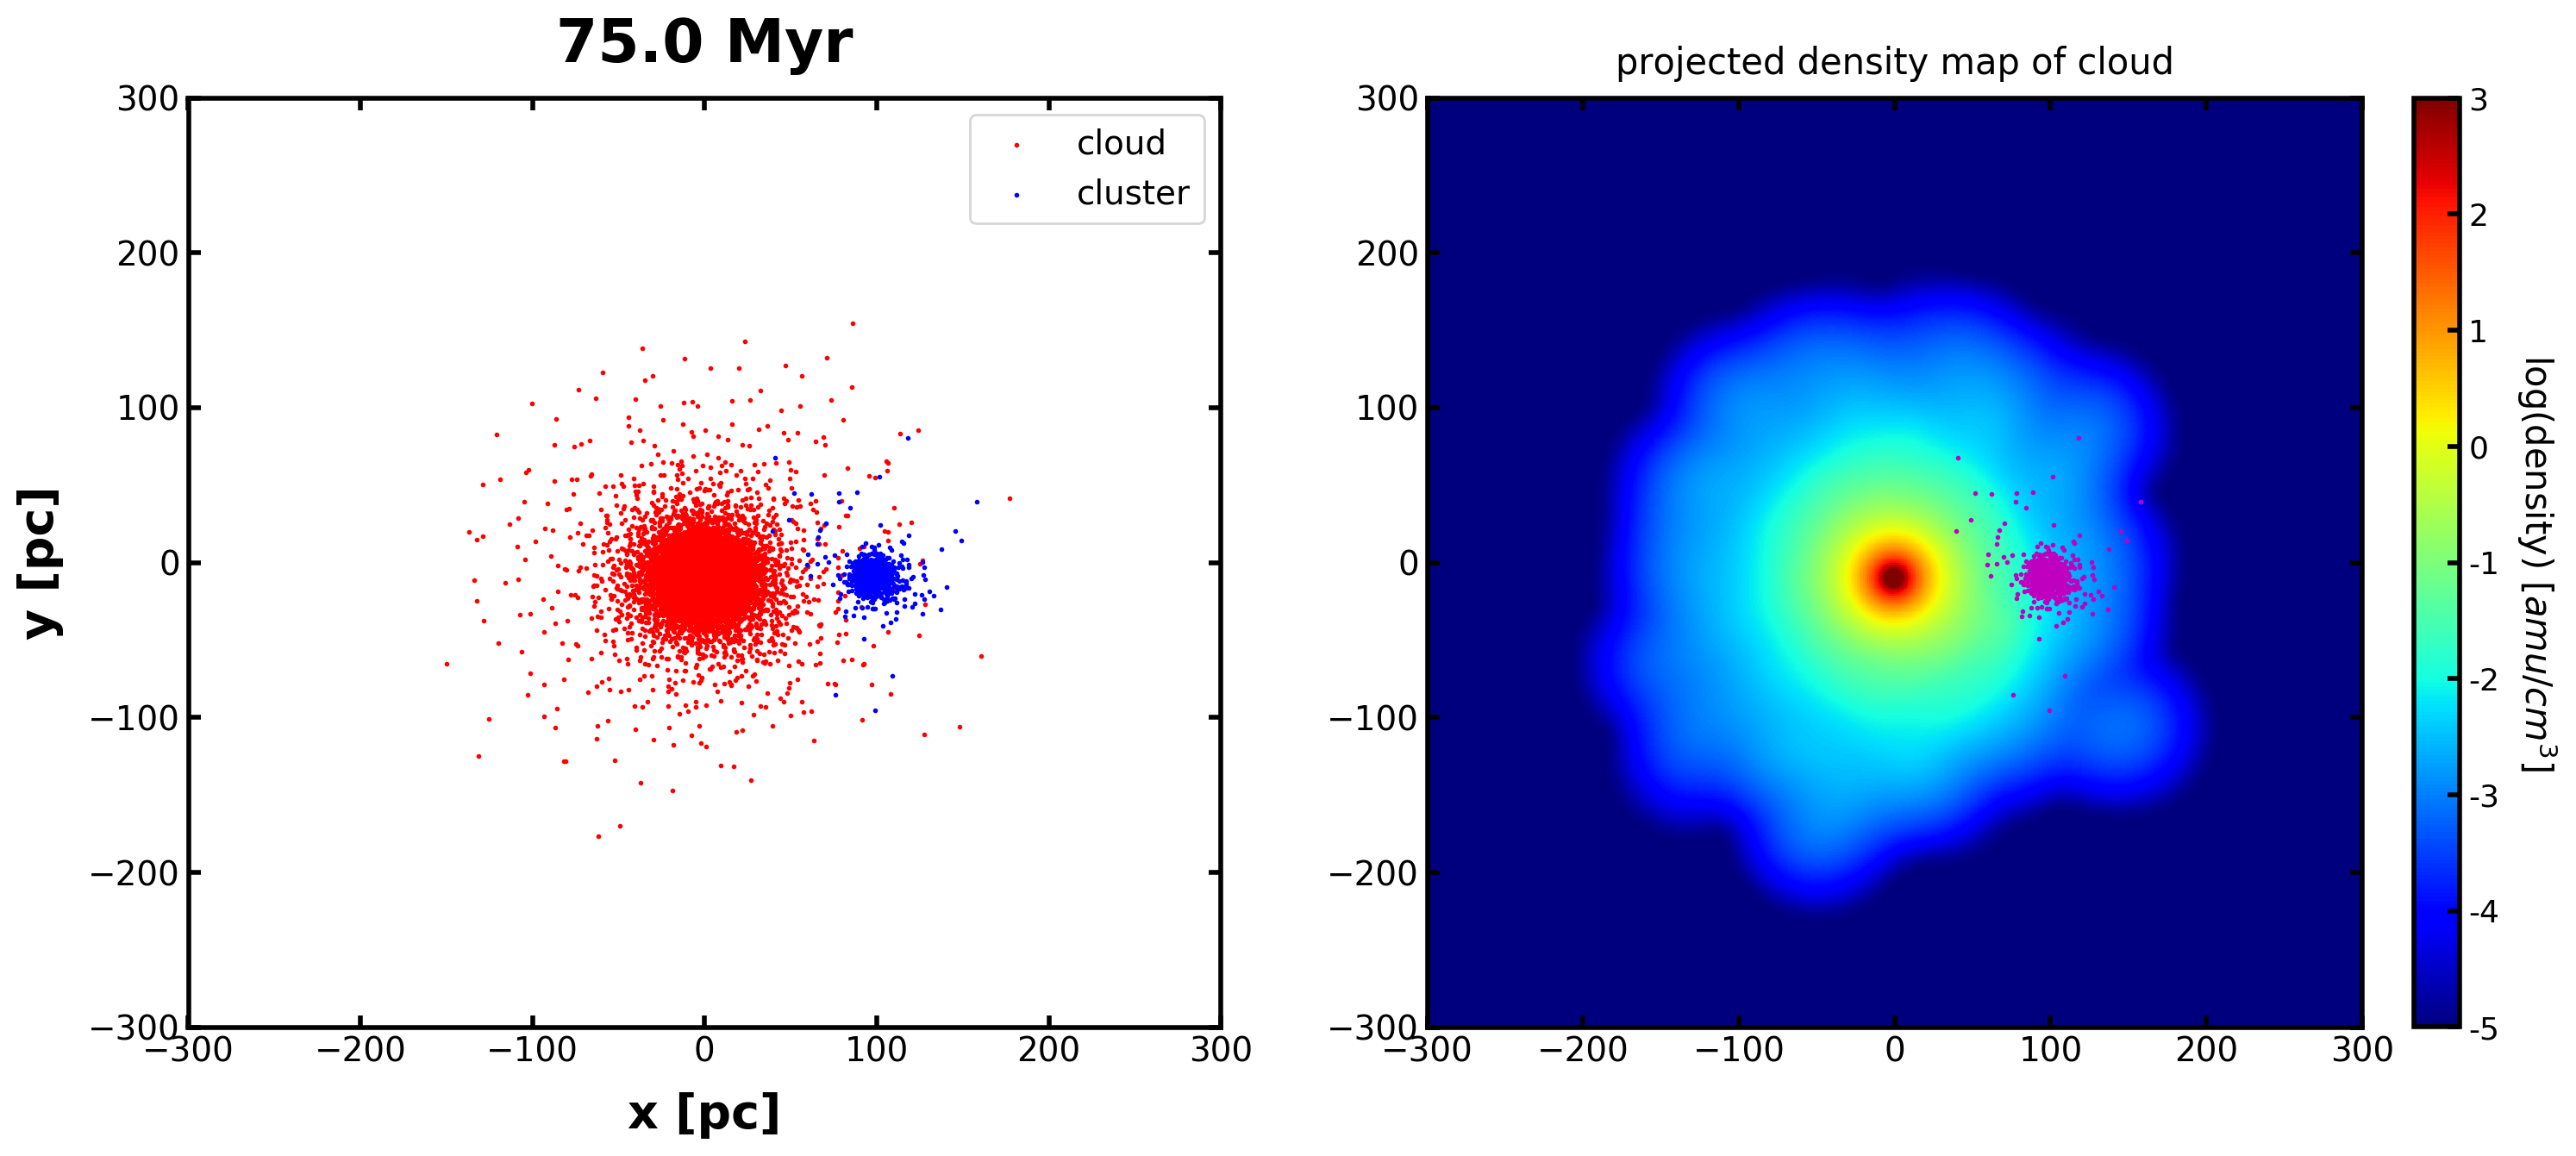 75.0 Myr
projected density map of cloud
cloud
cluster
300
200
100
0
−100
−200
−300
−300 −200 −100 0 100 200 300
x [pc]
y [pc]
300
200
100
0
−100
−200
−300
−300 −200 −100 0 100 200 300
3
2
1
0
-1
-2
-3
-4
-5
log(density) [amu/cm³]